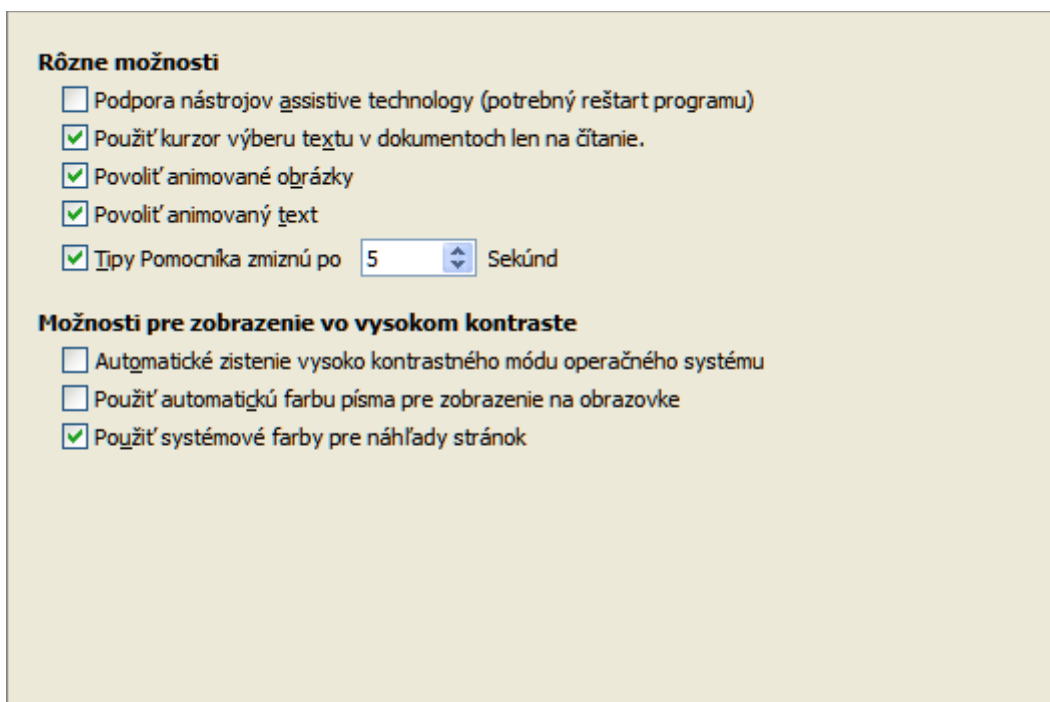 Rôzne možnosti
Podpora nástrojov assistive technology (potrebný reštart programu)
Použiť kurzor výberu textu v dokumentoch len na čítanie.
Povoliť animované obrázky
Povoliť animovaný text
Tipy Pomocníka zmiznú po 5 Sekúnd
Možnosti pre zobrazenie vo vysokom kontraste
Automatické zistenie vysoko kontrastného módu operačného systému
Použiť automatickú farbu písma pre zobrazenie na obrazovke
Použiť systémové farby pre náhľady stránok